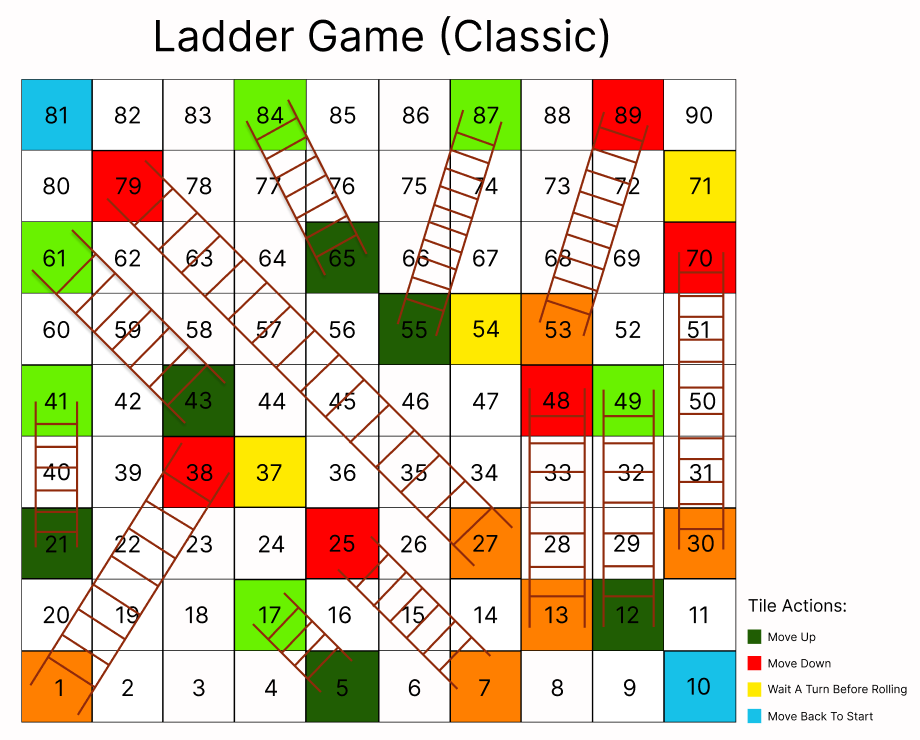 Ladder Game (Classic)
81 82 83 84 85 86 87 88 89 90
80 79 78 77 76 75 74 73 72 71
61 62 63 64 65 66 67 68 69 70
60 59 58 57 56 55 54 53 52 51
41 42 43 44 45 46 47 48 49 50
40 39 38 37 36 35 34 33 32 31
21 22 23 24 25 26 27 28 29 30
20 19 18 17 16 15 14 13 12 11
1 2 3 4 5 6 7 8 9 10
Tile Actions:
Move Up
Move Down
Wait A Turn Before Rolling
Move Back To Start